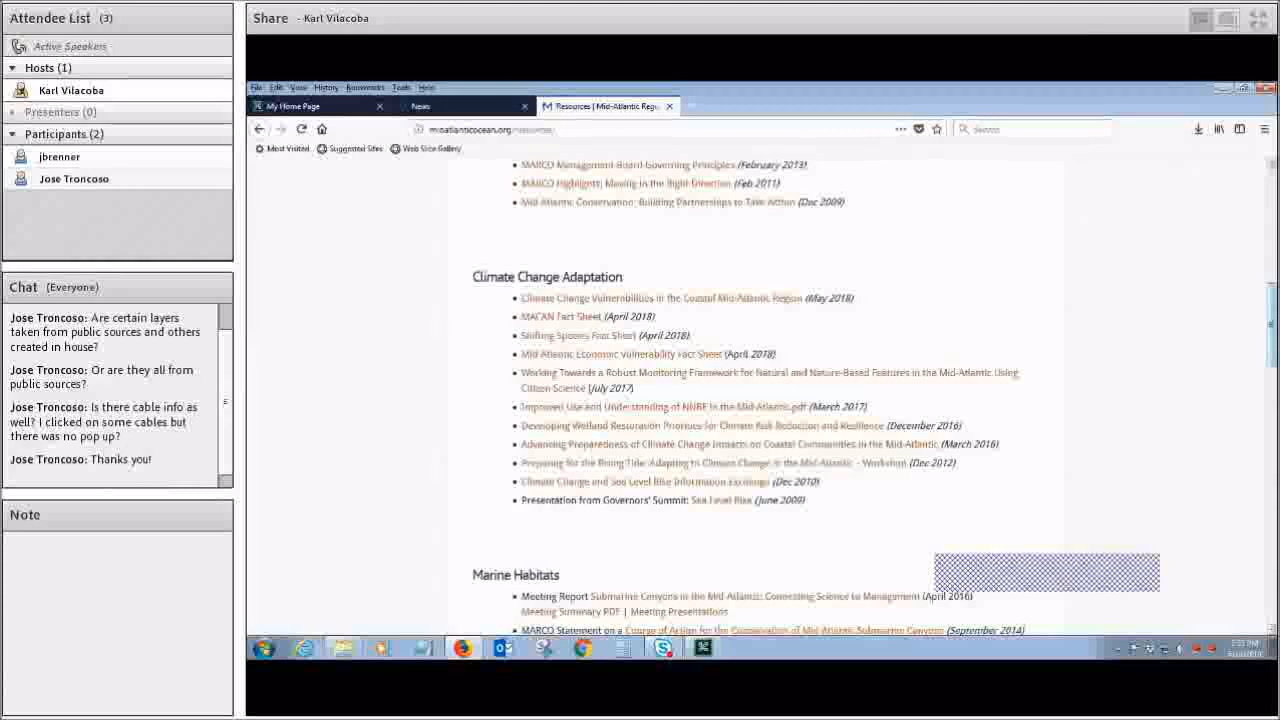 Attendee List (3)
Active Speakers
Hosts (1)
Karl Vilacoba
Presenters (0)
Participants (2)
jbrenner
Jose Troncoso
Chat (Everyone)
Jose Troncoso: Are certain layers
taken from public sources and others
created in house?
Jose Troncoso: Or are they all from
public sources?
Jose Troncoso: Is there cable info as
well? I clicked on some cables but
there was no pop up?
Jose Troncoso: Thanks you!
Note
Share - Karl Vilacoba
File Edit View History Bookmarks Tools Help
My Home Page
News
Resources | Mid-Atlantic Regi
midatlanticocean.org/resources/
Search
Most Visited Suggested Sites Web Slice Gallery
MARCO Management Board Governing Principles (February 2013)
MARCO Highlights: Moving in the Right Direction (Feb 2011)
Mid-Atlantic Conservation: Building Partnerships to Take Action (Dec 2009)
Climate Change Adaptation
Climate Change Vulnerabilities in the Coastal Mid-Atlantic Region (May 2018)
MACAN Fact Sheet (April 2018)
Shifting Species Fact Sheet (April 2018)
Mid-Atlantic Economic Vulnerability Fact Sheet (April 2018)
Working Towards a Robust Monitoring Framework for Natural and Nature-Based Features in the Mid-Atlantic Using
Citizen Science (July 2017)
Improved Use and Understanding of NNBF in the Mid-Atlantic.pdf (March 2017)
Developing Wetland Restoration Priorities for Climate Risk Reduction and Resilience (December 2016)
Advancing Preparedness of Climate Change Impacts on Coastal Communities in the Mid-Atlantic (March 2016)
Preparing for the Rising Tide: Adapting to Climate Change in the Mid-Atlantic - Workshop (Dec 2012)
Climate Change and Sea Level Rise Information Exchange (Dec 2010)
Presentation from Governors' Summit: Sea Level Rise (June 2009)
Marine Habitats
Meeting Report Submarine Canyons in the Mid-Atlantic: Connecting Science to Management (April 2016)
Meeting Summary PDF | Meeting Presentations
MARCO Statement on a Course of Action for the Conservation of Mid-Atlantic Submarine Canyons (September 2014)